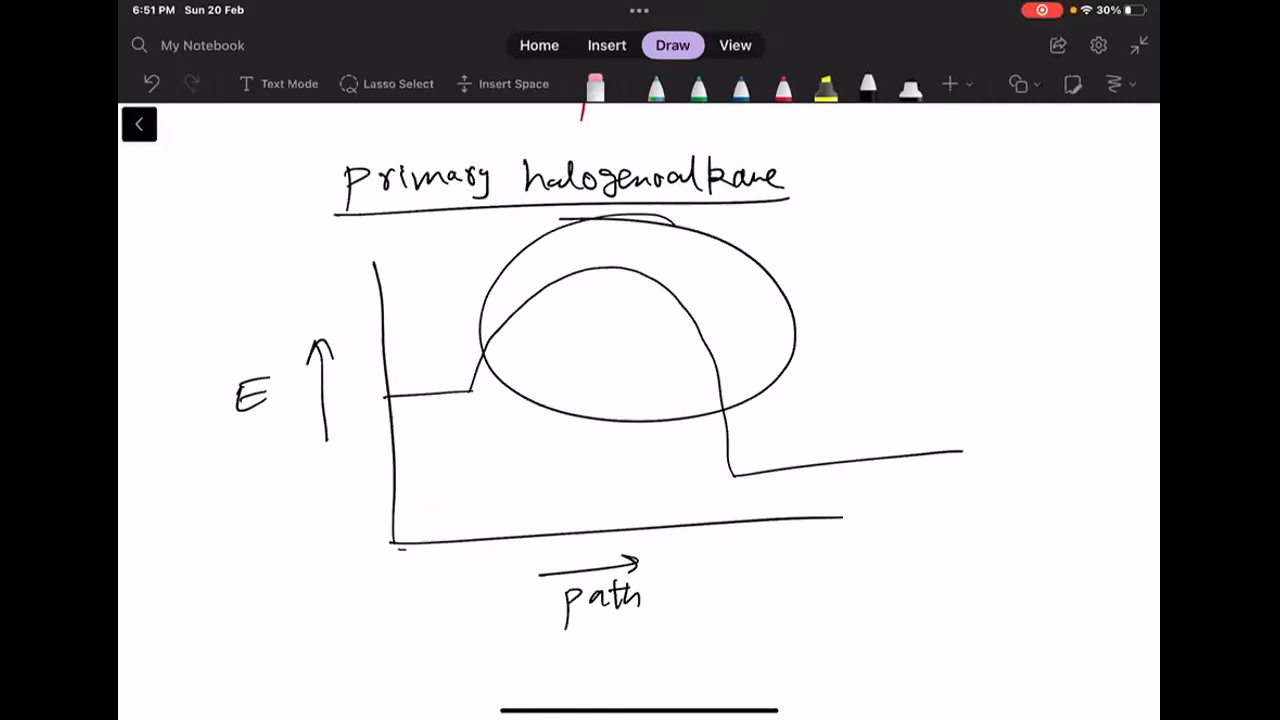 6:51 PM Sun 20 Feb
30%
My Notebook
Home Insert Draw View
Text Mode Lasso Select Insert Space
primary halogenoalkane
E
path